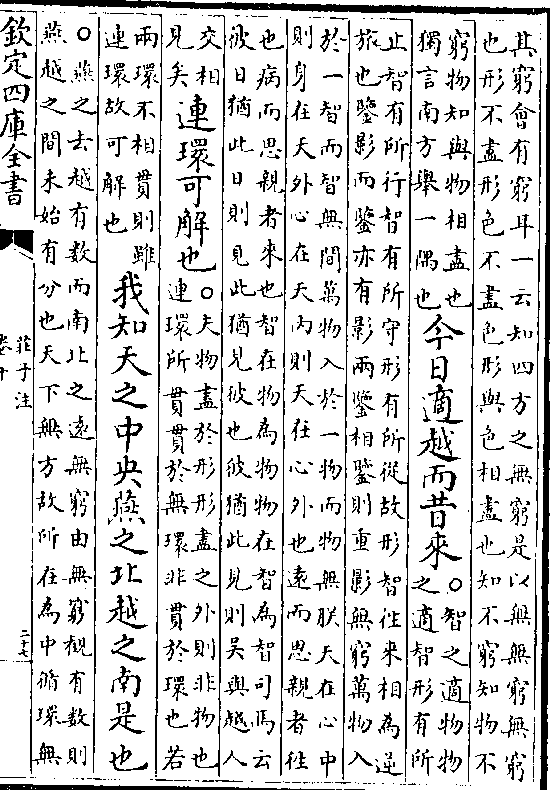 其窮會有窮耳一云知四方之無窮是以無無窮無窮
也形不盡形色不盡色形與色相盡也知不窮知物不
窮物知與物相盡也
獨言南方舉一隅也
今日適越而昔來
○智之適物物
之適智形有所
止智有所行智有所守形有所從故形智往來相為逆
旅也鑒影而鑒亦有影兩鑒相鑒則重影無窮萬物入
於一智而智無間萬物入於一物而物無朕天在心中
則身在天外心在天內則天在心外也遠而思親者往
也病而思親者來也智在物為物物在智為智司馬云
彼日猶此日則見此猶見彼也彼猶此見則吳與越人
交相
見矣
連環可解也
○夫物盡於形形盡之外則非物也
連環所貫貫於無環非貫於環也若
兩環不相貫則雖
連環故可解也
我知天之中央燕之北越之南是也
○燕之去越有數而南北之遠無窮由無窮觀有數則
燕越之間未始有分也天下無方故所在為中循環無
欽定四庫全書
莊子注
卷十
二十七